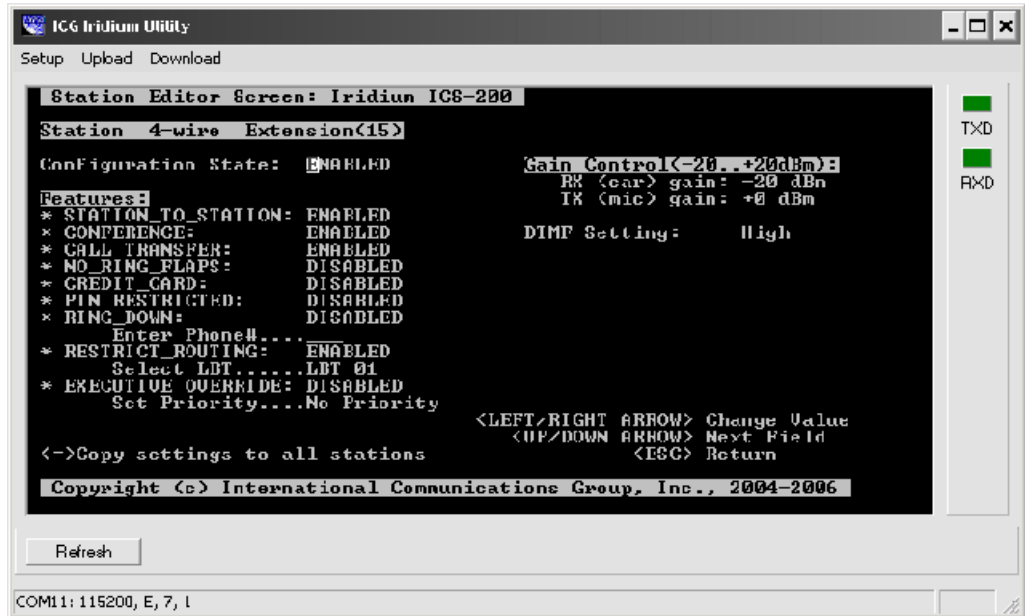 ICG Iridium Utility
Setup Upload Download
Station Editor Screen: Iridium ICS-200
Station 4-wire Extension(15)
Configuration State: ENABLED
Gain Control(-20..+20dBm):
RX (ear) gain: -20 dBm
TX (mic) gain: +0 dBm
TXD
RXD
Features:
* STATION_TO_STATION: ENABLED
* CONFERENCE: ENABLED
DTMF Setting: High
* CALL TRANSFER: ENABLED
* NO_RING_FLAPS: DISABLED
* CREDIT_CARD: DISABLED
* PIN RESTRICTED: DISABLED
* RING_DOWN: DISABLED
Enter Phone#....___
* RESTRICT_ROUTING: ENABLED
Select LBT......LBT 01
* EXECUTIVE OVERRIDE: DISABLED
Set Priority....No Priority
<LEFT/RIGHT ARROW> Change Value
<UP/DOWN ARROW> Next Field
<->Copy settings to all stations
<ESC> Return
Copyright (c) International Communications Group, Inc., 2004-2006
Refresh
COM11: 115200, E, 7, 1